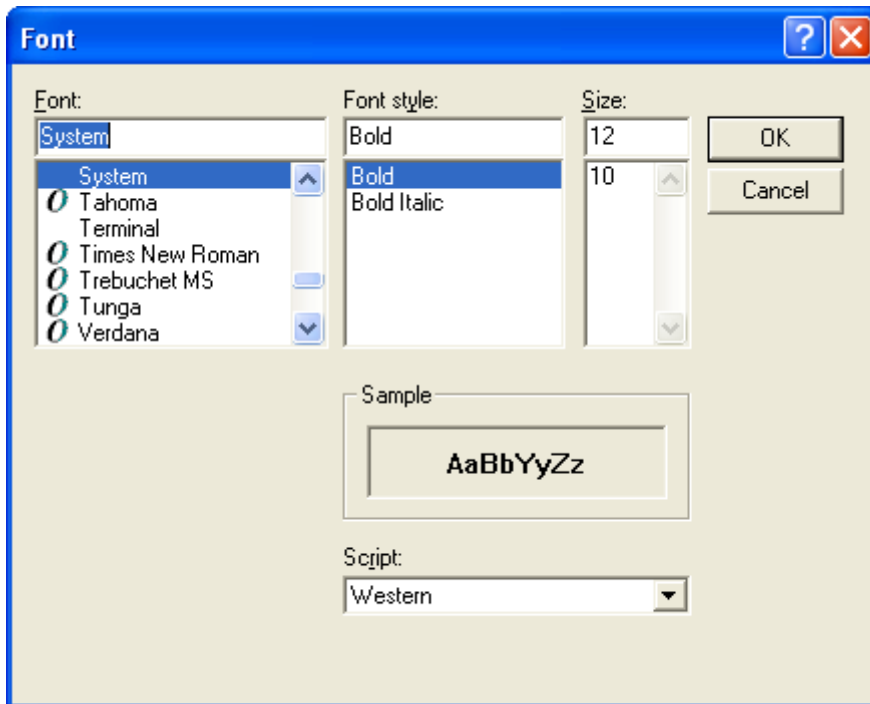 Font
Font:
System
System
Tahoma
Terminal
Times New Roman
Trebuchet MS
Tunga
Verdana
Font style:
Bold
Bold
Bold Italic
Size:
12
10
OK
Cancel
Sample
AaBbYyZz
Script:
Western